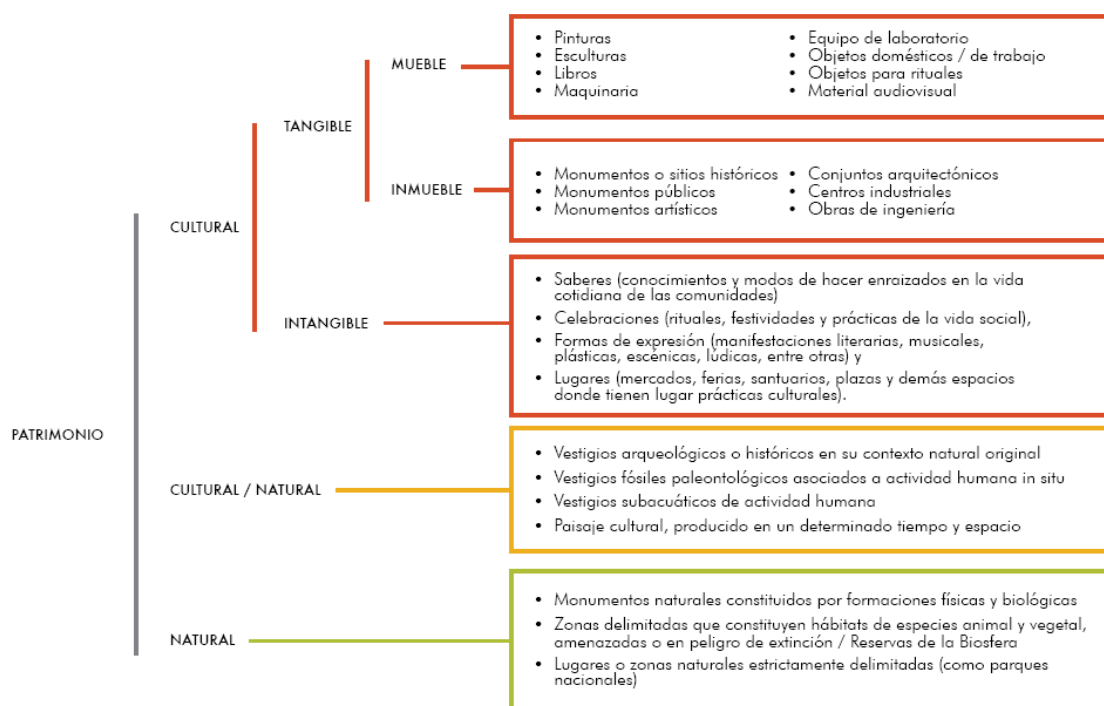 PATRIMONIO
CULTURAL
TANGIBLE
MUEBLE
• Pinturas
• Esculturas
• Libros
• Maquinaria
• Equipo de laboratorio
• Objetos domésticos / de trabajo
• Objetos para rituales
• Material audiovisual
INMUEBLE
• Monumentos o sitios históricos
• Monumentos públicos
• Monumentos artísticos
• Conjuntos arquitectónicos
• Centros industriales
• Obras de ingeniería
INTANGIBLE
• Saberes (conocimientos y modos de hacer enraizados en la vida
cotidiana de las comunidades)
• Celebraciones (rituales, festividades y prácticas de la vida social),
• Formas de expresión (manifestaciones literarias, musicales,
plásticas, escénicas, lúdicas, entre otras) y
• Lugares (mercados, ferias, santuarios, plazas y demás espacios
donde tienen lugar prácticas culturales).
CULTURAL / NATURAL
• Vestigios arqueológicos o históricos en su contexto natural original
• Vestigios fósiles paleontológicos asociados a actividad humana in situ
• Vestigios subacuáticos de actividad humana
• Paisaje cultural, producido en un determinado tiempo y espacio
NATURAL
• Monumentos naturales constituidos por formaciones físicas y biológicas
• Zonas delimitadas que constituyen hábitats de especies animal y vegetal,
amenazadas o en peligro de extinción / Reservas de la Biosfera
• Lugares o zonas naturales estrictamente delimitadas (como parques
nacionales)